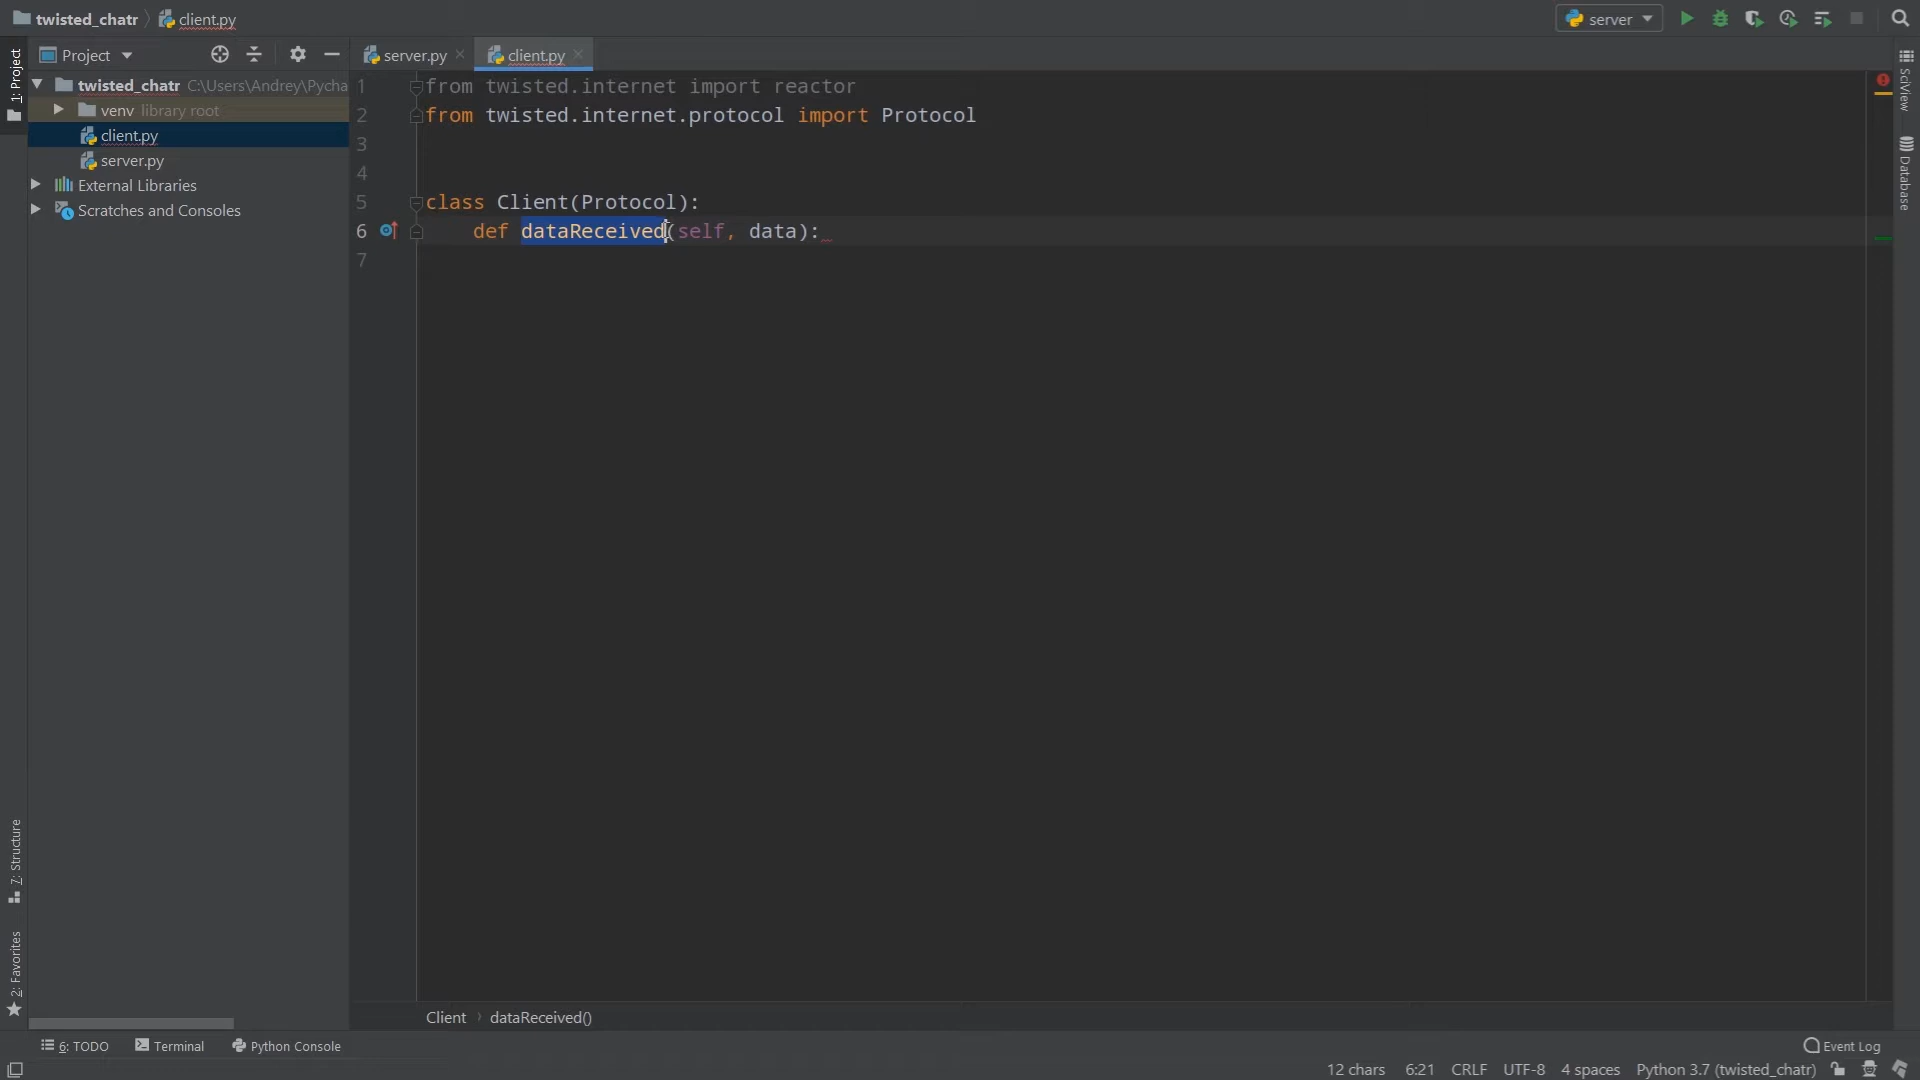 twisted_chatr client.py server
Project server.py client.py
twisted_chatr C:\Users\Andrey\Pycha
venv library root
client.py
server.py
External Libraries
Scratches and Consoles
1: Project
7: Structure
2: Favorites
1 from twisted.internet import reactor
2 from twisted.internet.protocol import Protocol
3
4
5 class Client(Protocol):
6 def dataReceived(self, data):
7
SciView
Database
Client dataReceived()
6: TODO Terminal Python Console Event Log
12 chars 6:21 CRLF UTF-8 4 spaces Python 3.7 (twisted_chatr)